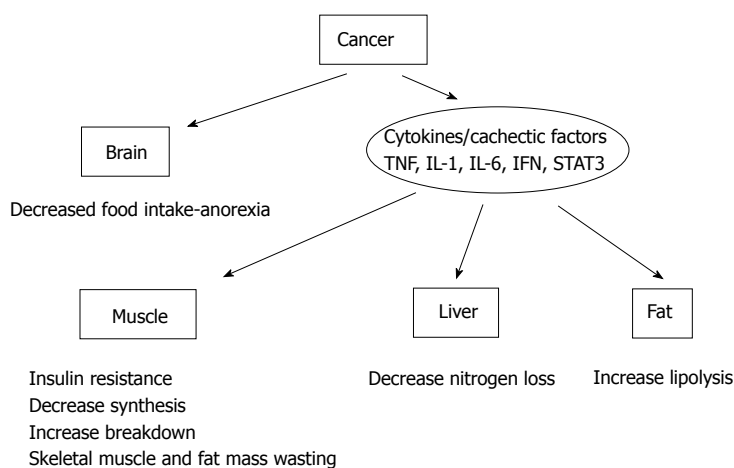 Cancer
Brain
Cytokines/cachectic factors
TNF, IL-1, IL-6, IFN, STAT3
Decreased food intake-anorexia
Muscle
Liver
Fat
Insulin resistance
Decrease synthesis
Increase breakdown
Skeletal muscle and fat mass wasting
Decrease nitrogen loss
Increase lipolysis